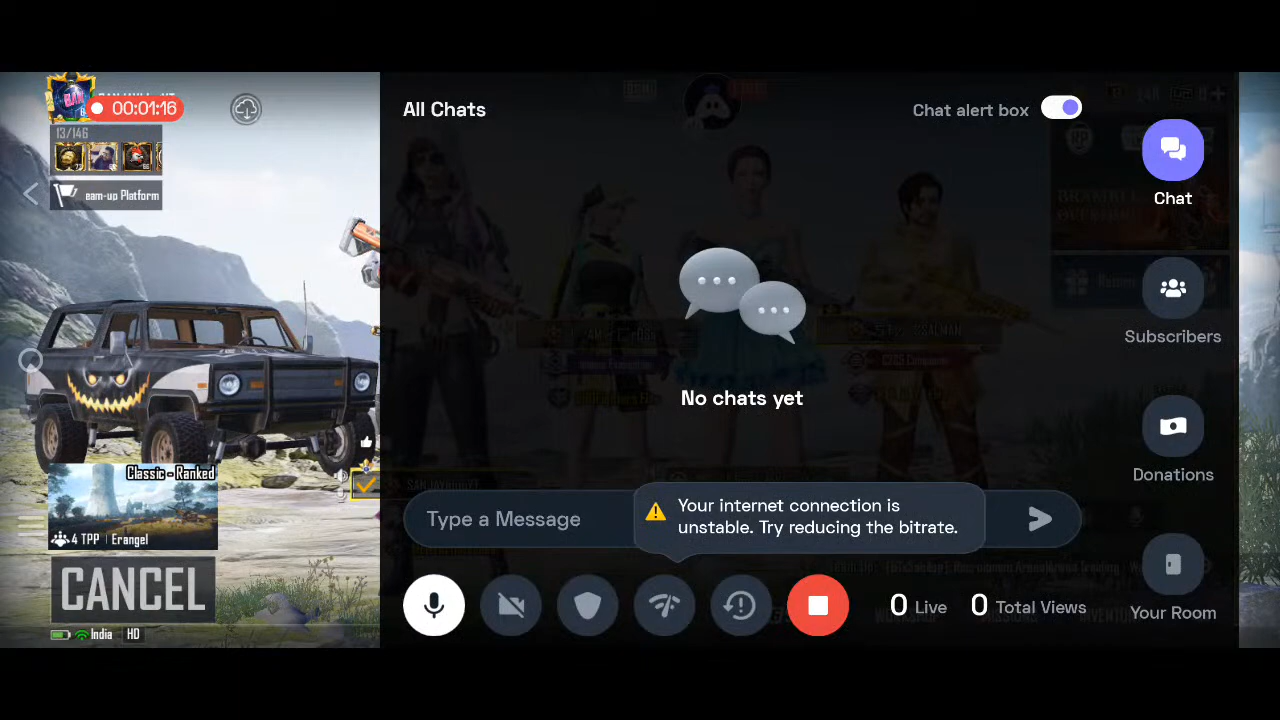 00:01:16
13/146
eam-up Platform
Classic - Ranked
4 TPP | Erangel
CANCEL
India HD
All Chats
Chat alert box
Chat
No chats yet
Subscribers
Donations
Type a Message
Your internet connection is
unstable. Try reducing the bitrate.
0 Live
0 Total Views
Your Room